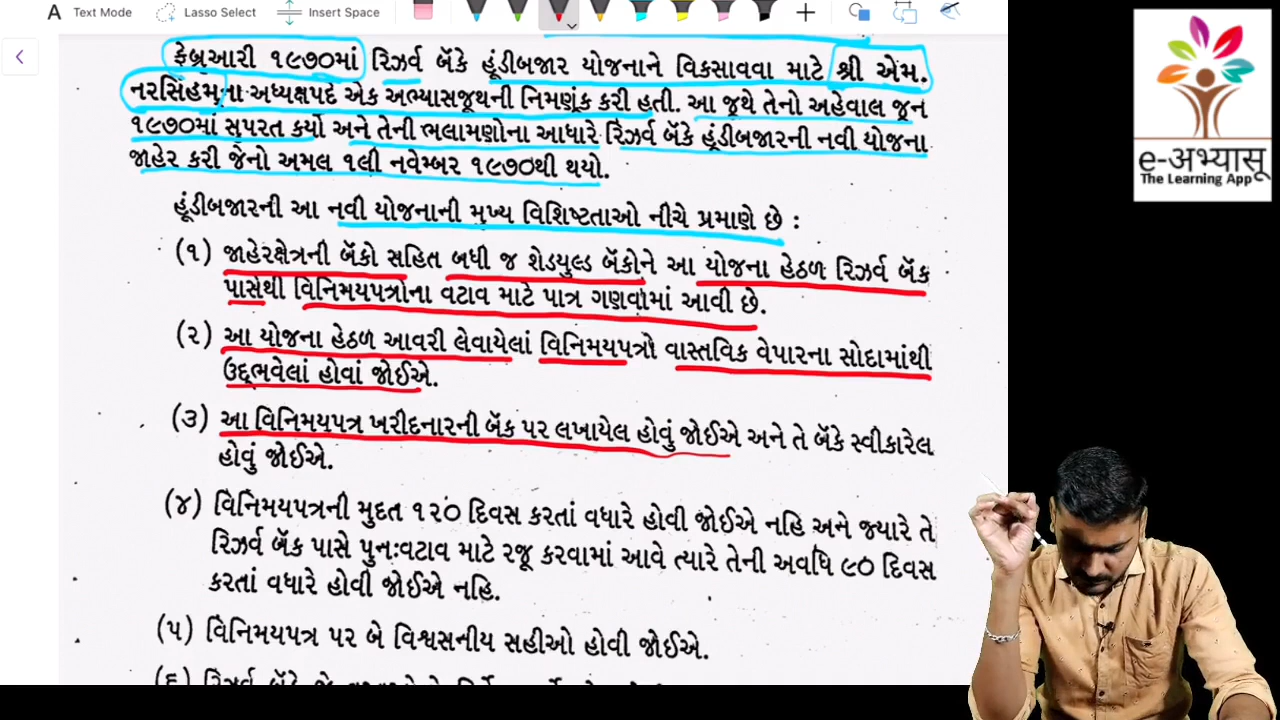 A Text Mode Lasso Select Insert Space
ફેબ્રુઆરી ૧૯૭૦માં રિઝર્વ બૅંકે હૂંડીબજાર યોજનાને વિકસાવવા માટે શ્રી એમ.
નરસિંહમના અધ્યક્ષપદે એક અભ્યાસજૂથની નિમણૂંક કરી હતી. આ જૂથે તેનો અહેવાલ જૂન
૧૯૭૦માં સુપરત કર્યો અને તેની ભલામણોના આધારે રિઝર્વ બૅંકે હૂંડીબજારની નવી યોજના
જાહેર કરી જેનો અમલ ૧લી નવેમ્બર ૧૯૭૦થી થયો.
હૂંડીબજારની આ નવી યોજનાની મુખ્ય વિશિષ્ટતાઓ નીચે પ્રમાણે છે :
(૧) જાહેરક્ષેત્રની બૅંકો સહિત બધી જ શેડયુલ્ડ બૅંકોને આ યોજના હેઠળ રિઝર્વ બૅંક
પાસેથી વિનિમયપત્રોના વટાવ માટે પાત્ર ગણવામાં આવી છે.
(૨) આ યોજના હેઠળ આવરી લેવાયેલાં વિનિમયપત્રો વાસ્તવિક વેપારના સોદામાંથી
ઉદ્દભવેલાં હોવાં જોઈએ.
(૩) આ વિનિમયપત્ર ખરીદનારની બૅંક પર લખાયેલ હોવું જોઈએ અને તે બૅંકે સ્વીકારેલ
હોવું જોઈએ.
(૪) વિનિમયપત્રની મુદત ૧૨૦ દિવસ કરતાં વધારે હોવી જોઈએ નહિ અને જ્યારે તે
રિઝર્વ બૅંક પાસે પુનઃવટાવ માટે રજૂ કરવામાં આવે ત્યારે તેની અવધિ ૯૦ દિવસ
કરતાં વધારે હોવી જોઈએ નહિ.
(૫) વિનિમયપત્ર પર બે વિશ્વસનીય સહીઓ હોવી જોઈએ.
e-अभ्यासू
The Learning App